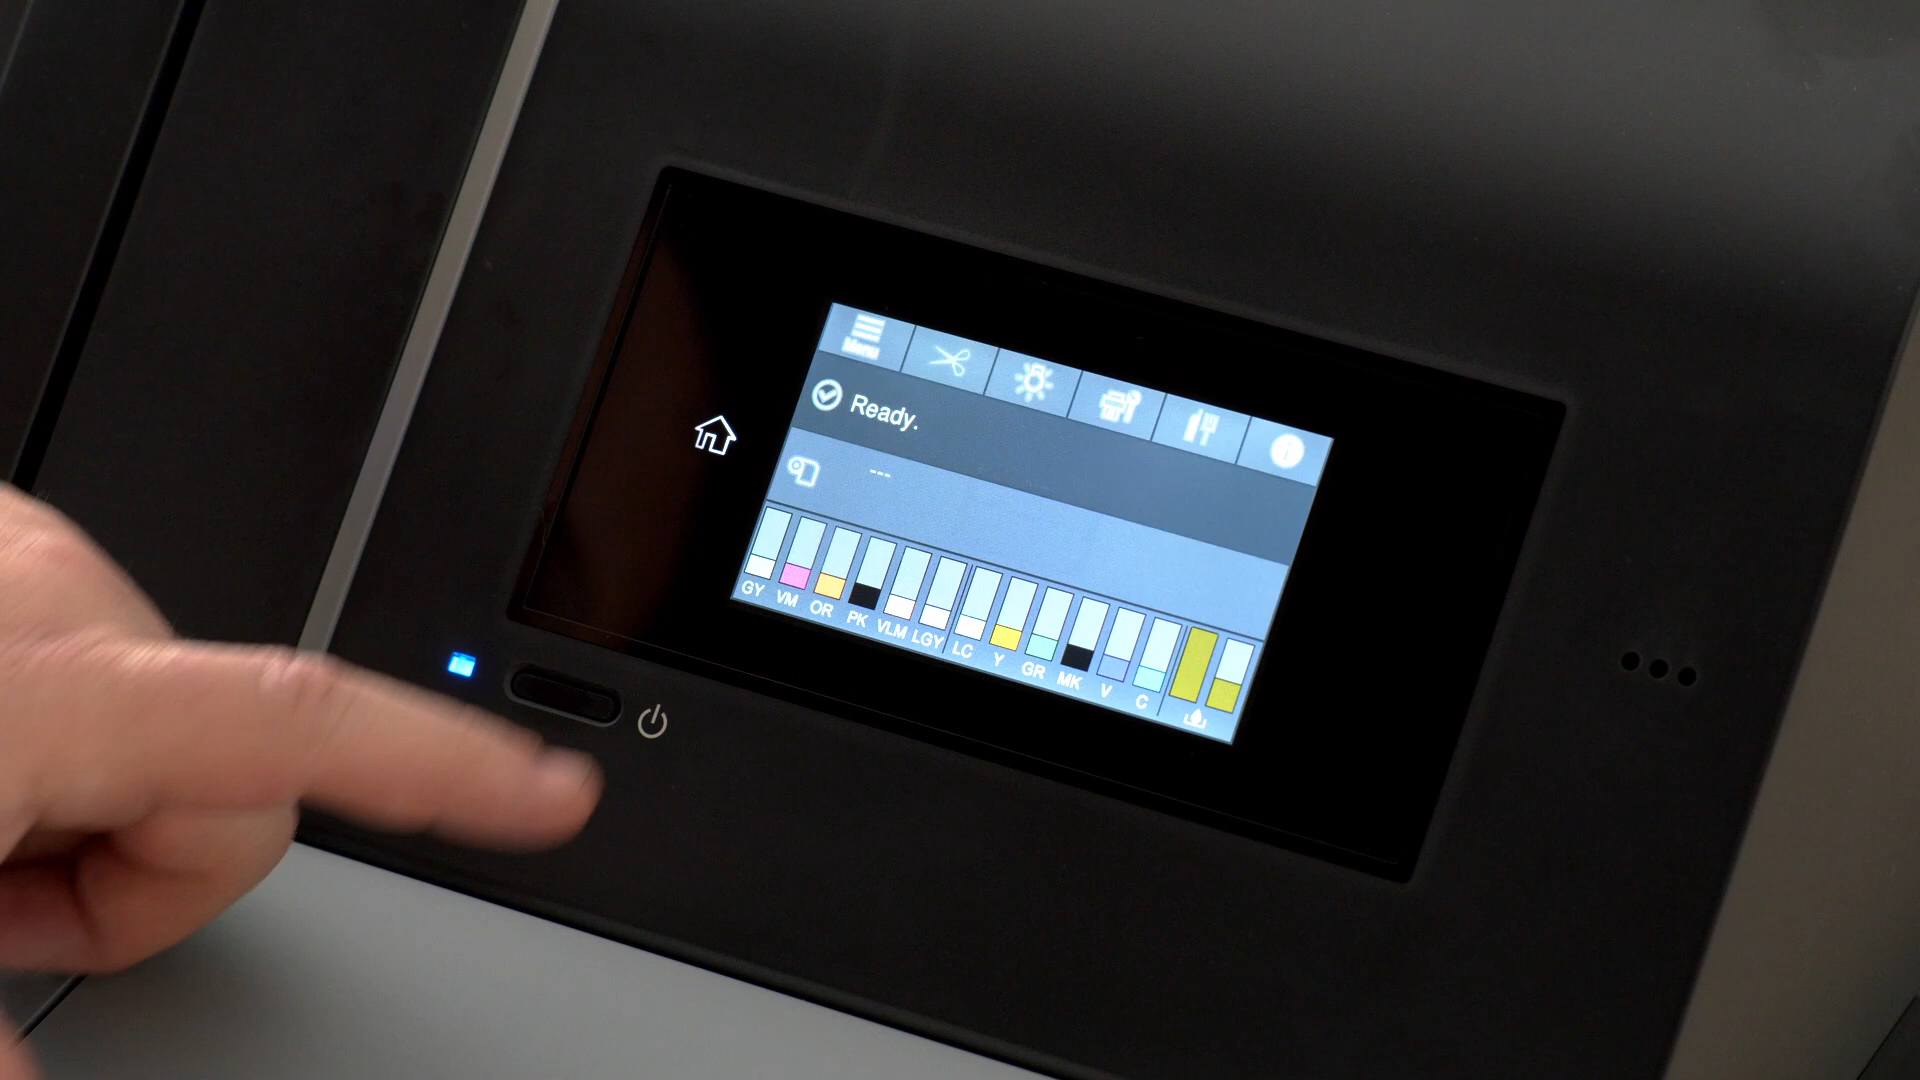 Menu
Ready.
---
GY VM OR PK VLM LGY LC Y GR MK V C